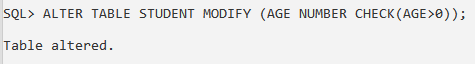 SQL> ALTER TABLE STUDENT MODIFY (AGE NUMBER CHECK(AGE>0));
Table altered.